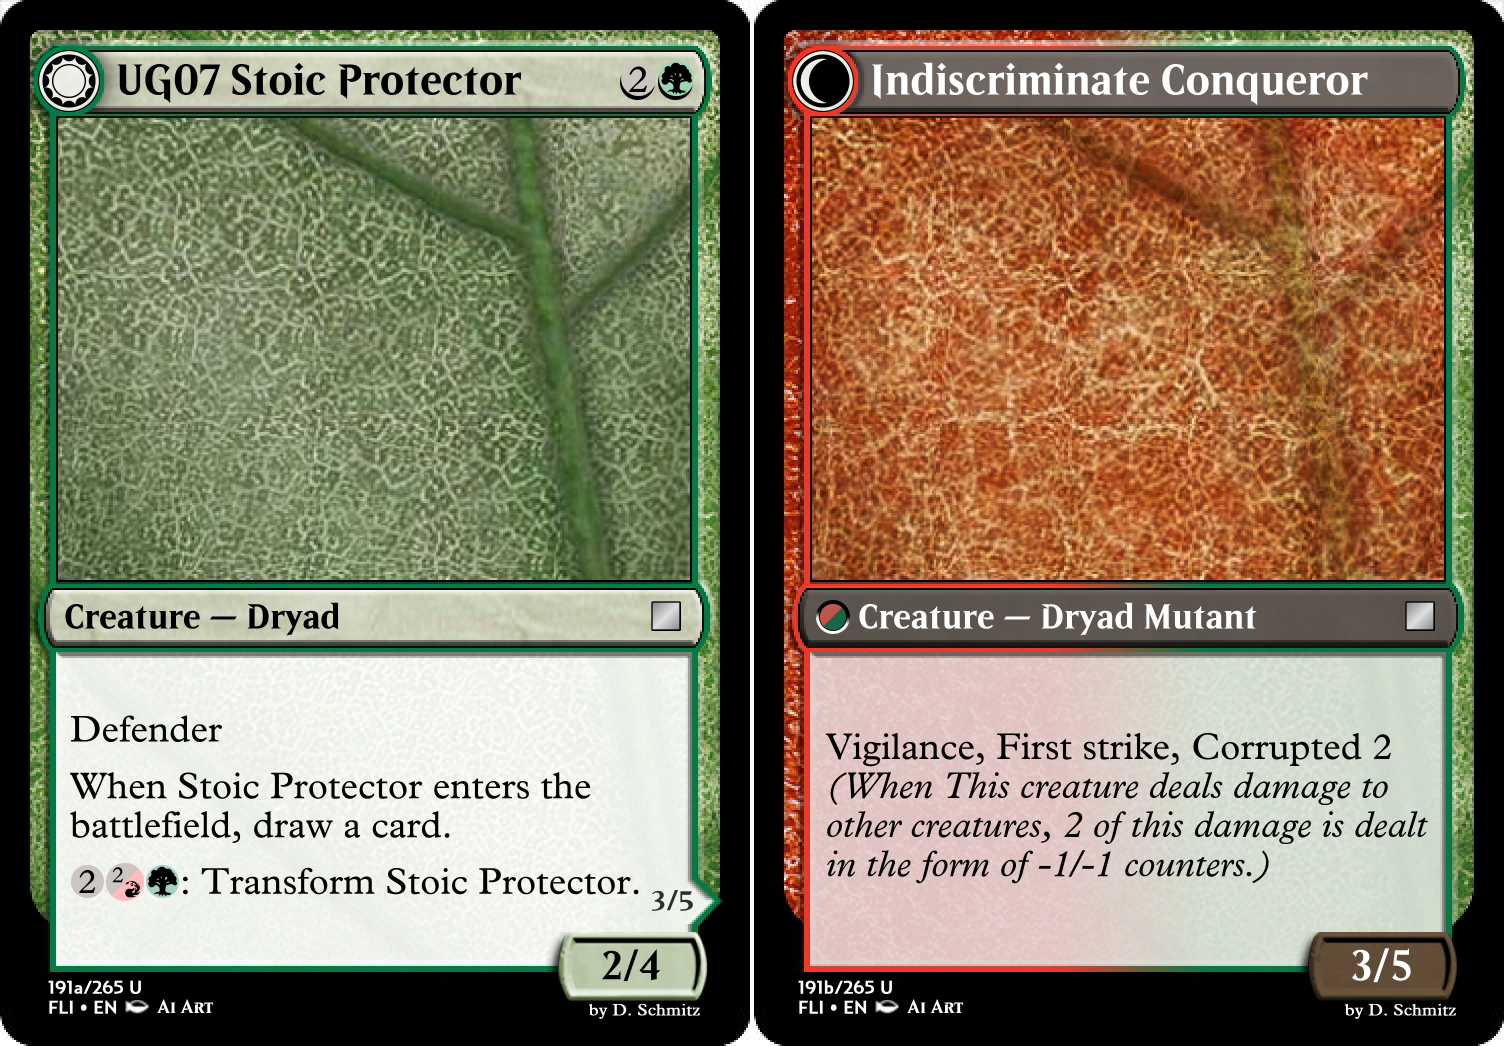 UG07 Stoic Protector 2
Creature — Dryad
Defender
When Stoic Protector enters the
battlefield, draw a card.
2 2 : Transform Stoic Protector.
3/5
2/4
191a/265 U
FLI • EN AI ART
by D. Schmitz
Indiscriminate Conqueror
Creature — Dryad Mutant
Vigilance, First strike, Corrupted 2
(When This creature deals damage to
other creatures, 2 of this damage is dealt
in the form of -1/-1 counters.)
3/5
191b/265 U
FLI • EN AI ART
by D. Schmitz